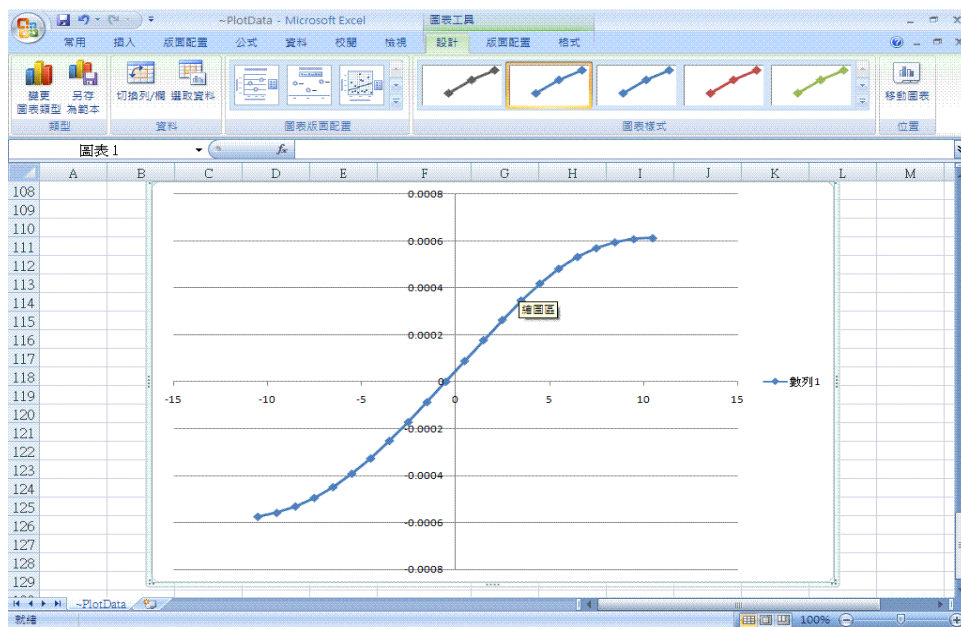 ~PlotData - Microsoft Excel 圖表工具
常用 插入 版面配置 公式 資料 校閱 檢視 設計 版面配置 格式
變更 另存 切換列/欄 選取資料 移動圖表
圖表類型 為範本
類型 資料 圖表版面配置 圖表樣式 位置
圖表 1 fx
A B C D E F G H I J K L M
108 0.0008
109
110
111 0.0006
112
113 0.0004
114 繪圖區
115
116 0.0002
117
118 0 數列1
119 -15 -10 -5 0 5 10 15
120
121 -0.0002
122
123 -0.0004
124
125
126 -0.0006
127
128 -0.0008
129
~PlotData
就緒 100%